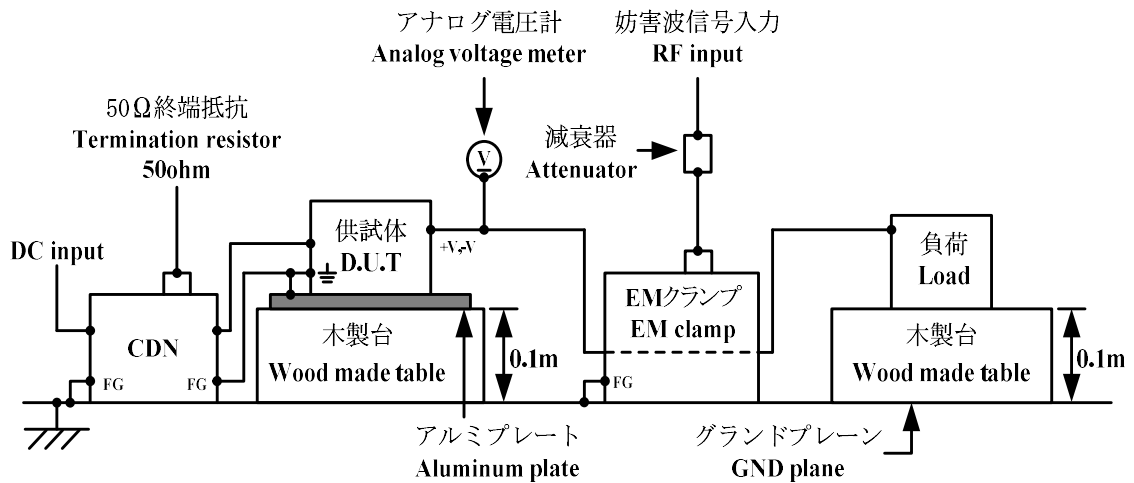 アナログ電圧計
Analog voltage meter
妨害波信号入力
RF input
50Ω終端抵抗
Termination resistor
50ohm
減衰器
Attenuator
V
DC input
供試体
D.U.T
+V,-V
負荷
Load
CDN
FG
FG
木製台
Wood made table
0.1m
EMクランプ
EM clamp
FG
木製台
Wood made table
0.1m
アルミプレート
Aluminum plate
グランドプレーン
GND plane